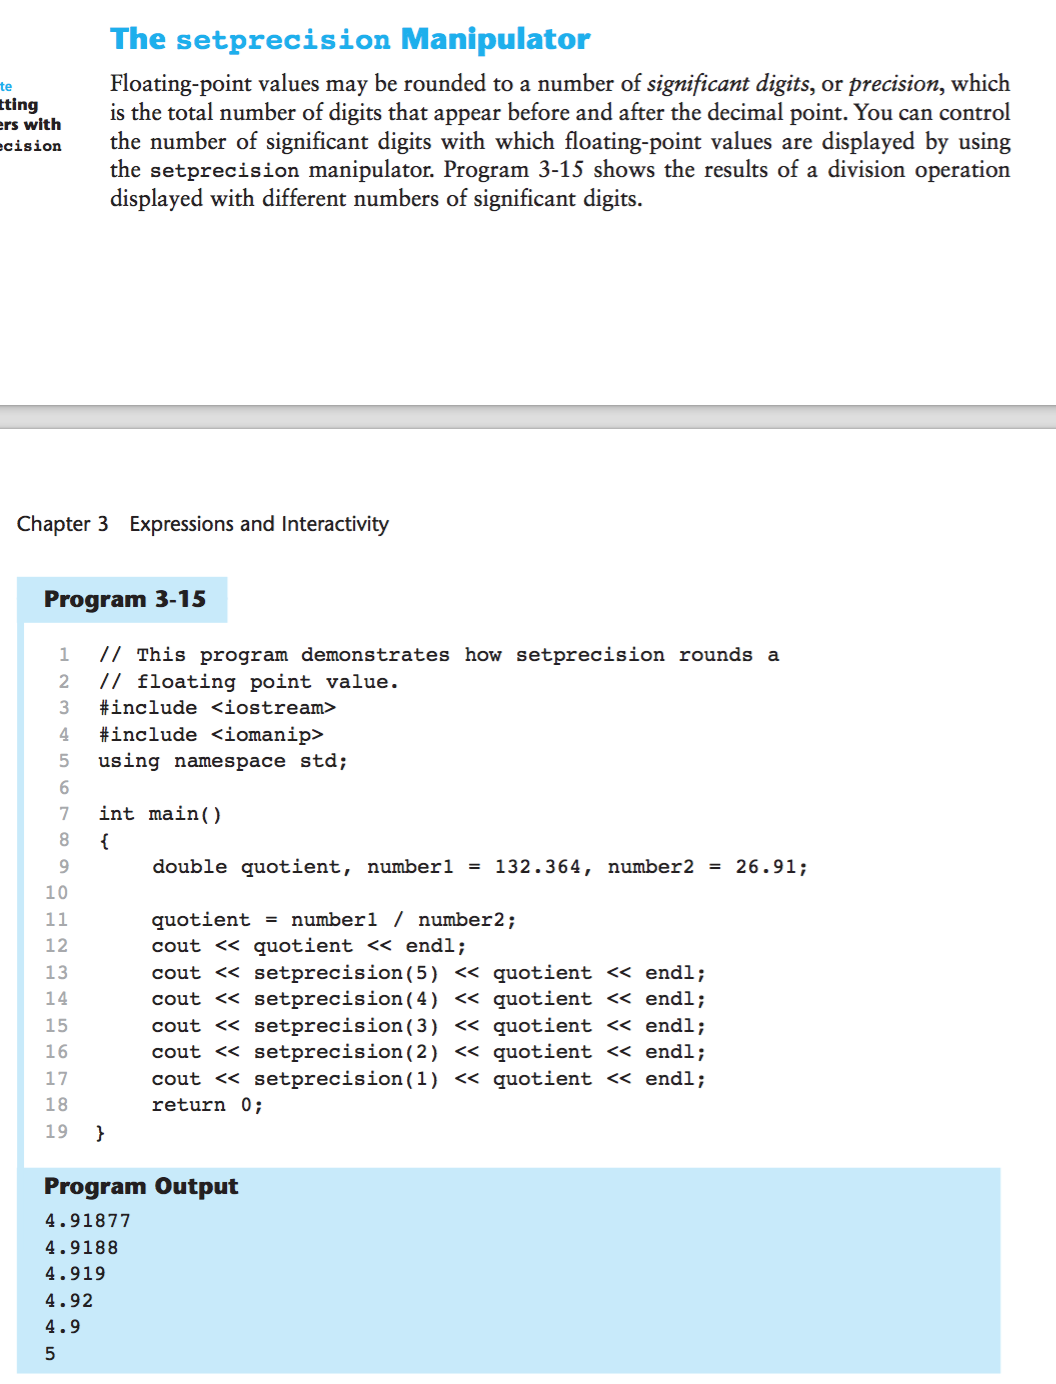 The setprecision Manipulator
Floating-point values may be rounded to a number of significant digits, or precision, which
is the total number of digits that appear before and after the decimal point. You can control
the number of significant digits with which floating-point values are displayed by using
the setprecision manipulator. Program 3-15 shows the results of a division operation
displayed with different numbers of significant digits.
te
tting
ers with
ecision
Chapter 3 Expressions and Interactivity
Program 3-15
1 // This program demonstrates how setprecision rounds a
2 // floating point value.
3 #include <iostream>
4 #include <iomanip>
5 using namespace std;
6
7 int main()
8 {
9 double quotient, number1 = 132.364, number2 = 26.91;
10
11 quotient = number1 / number2;
12 cout << quotient << endl;
13 cout << setprecision(5) << quotient << endl;
14 cout << setprecision(4) << quotient << endl;
15 cout << setprecision(3) << quotient << endl;
16 cout << setprecision(2) << quotient << endl;
17 cout << setprecision(1) << quotient << endl;
18 return 0;
19 }
Program Output
4.91877
4.9188
4.919
4.92
4.9
5